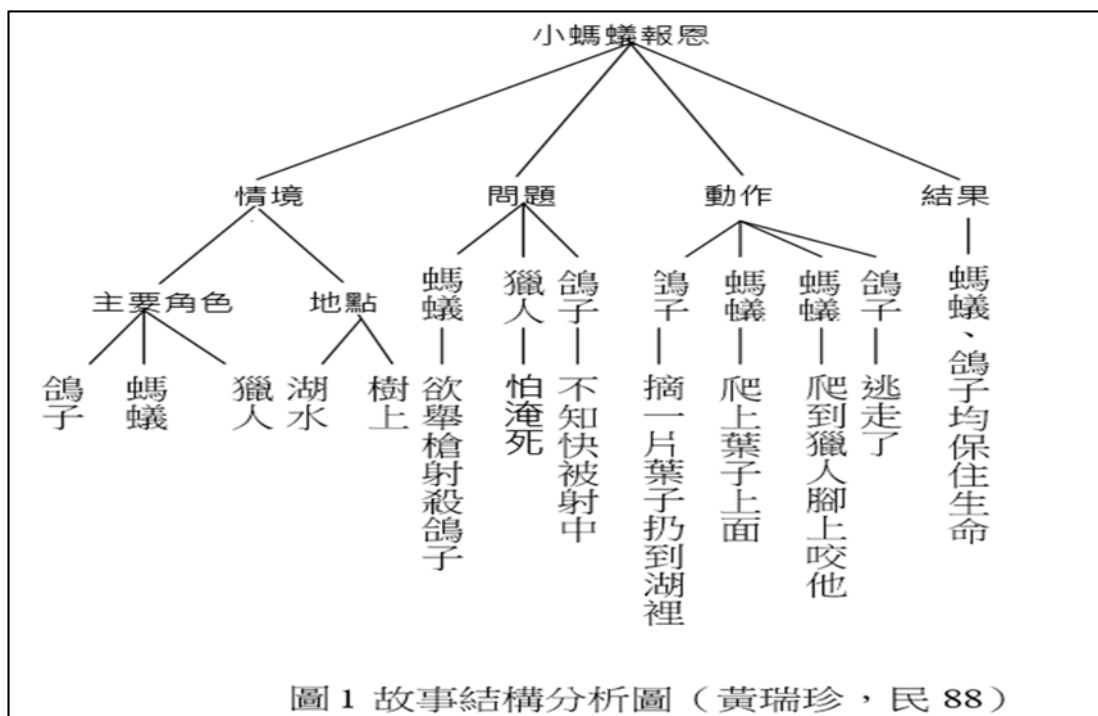 小螞蟻報恩
情境
問題
動作
結果
主要角色
地點
鴿子
螞蟻
獵人
湖水
樹上
螞蟻
欲舉槍射殺鴿子
獵人
怕淹死
鴿子
不知快被射中
鴿子
摘一片葉子扔到湖裡
螞蟻
爬上葉子上面
螞蟻
爬到獵人腳上咬他
鴿子
逃走了
螞蟻、鴿子均保住生命
圖1 故事結構分析圖（黃瑞珍，民88）